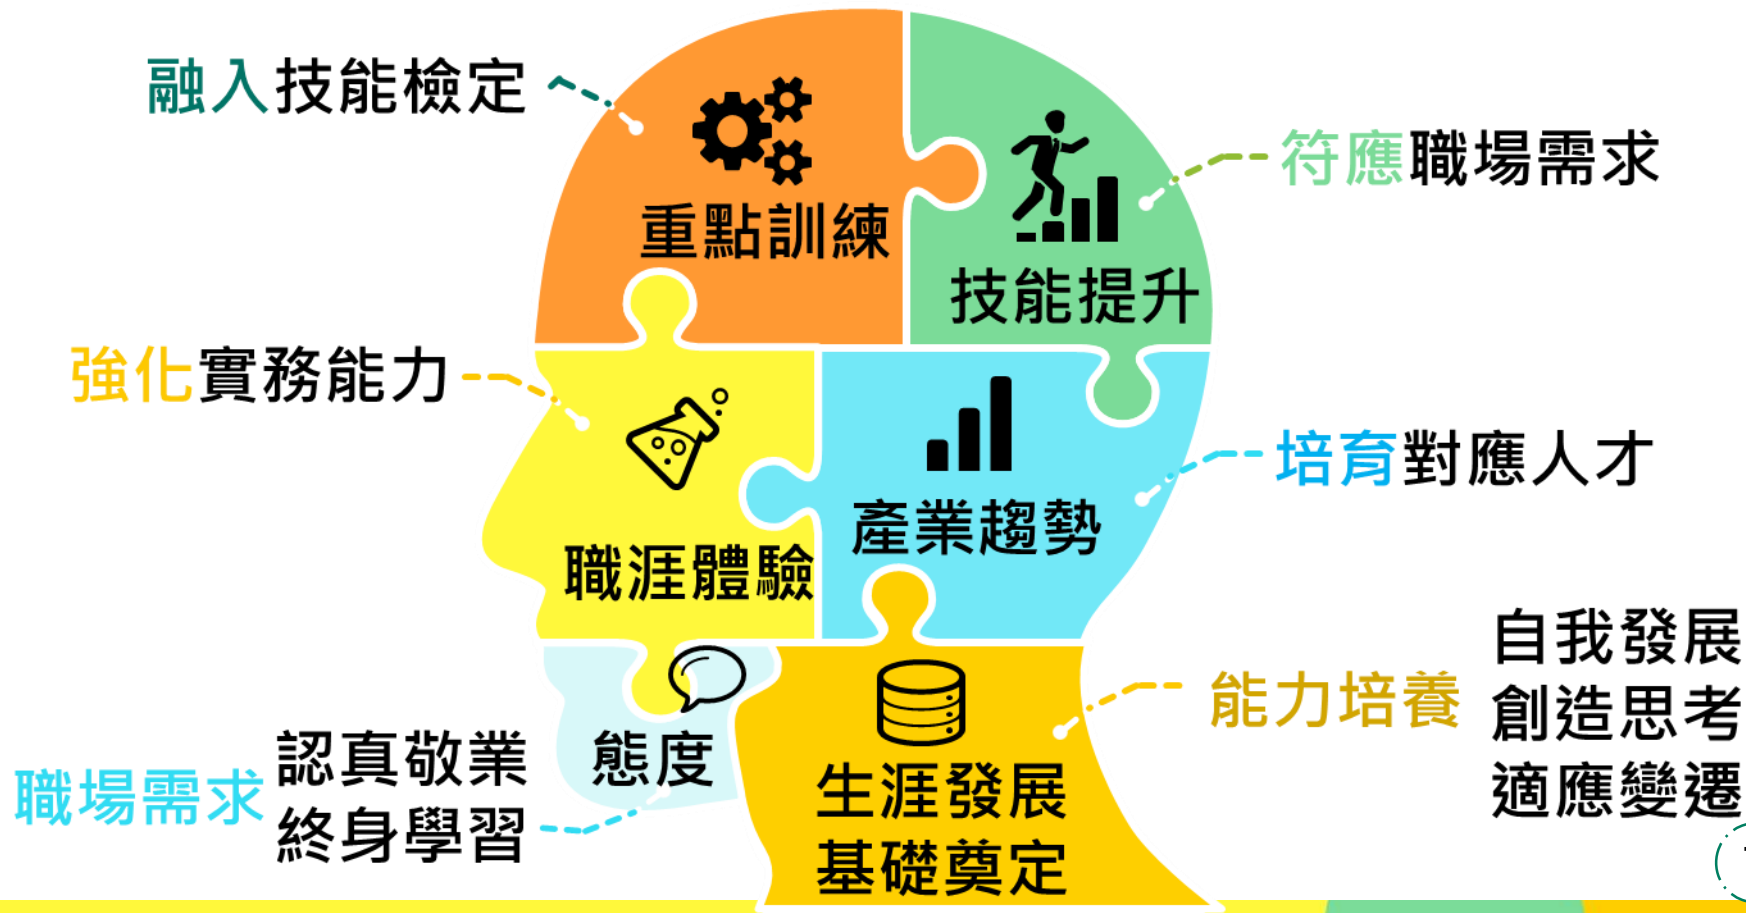 融入技能檢定
重點訓練
符應職場需求
技能提升
強化實務能力
職涯體驗
產業趨勢
培育對應人才
職場需求
認真敬業
終身學習
態度
生涯發展
基礎奠定
能力培養
自我發展
創造思考
適應變遷